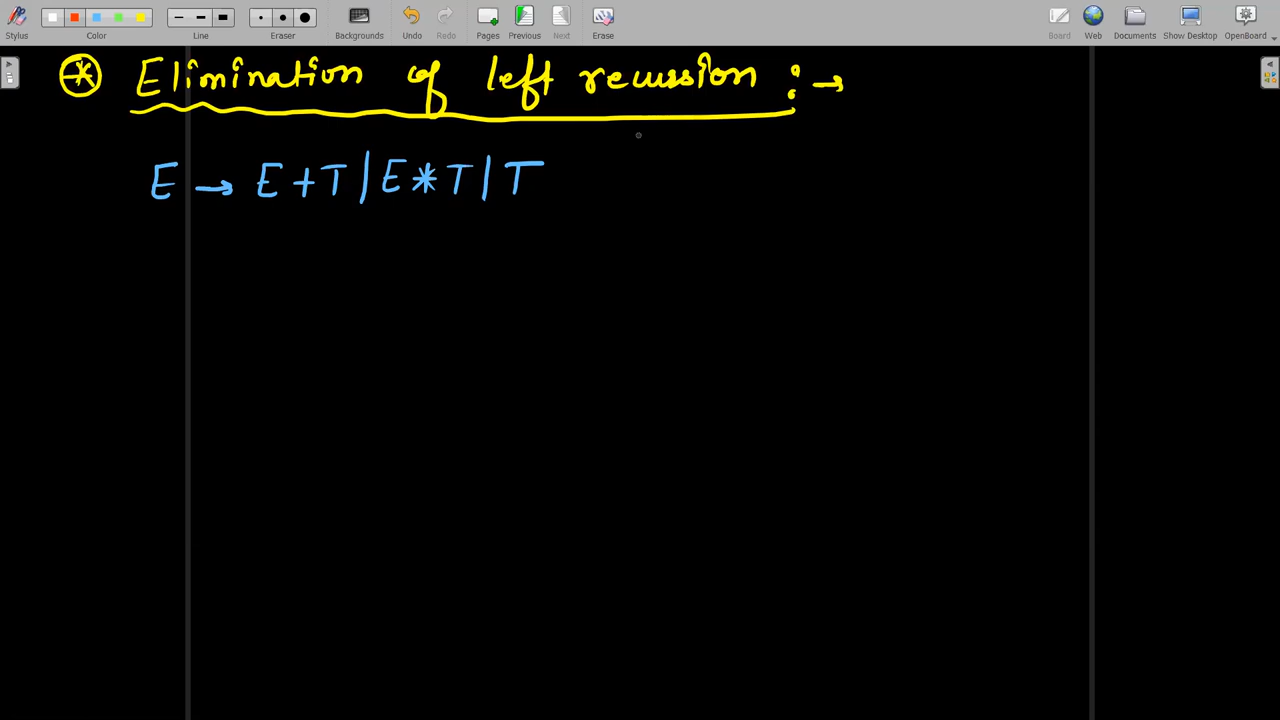 Stylus Color Line Eraser Backgrounds Undo Redo Pages Previous Next Erase Board Web Documents Show Desktop OpenBoard
* Elimination of left recussion :→
E → E + T | E * T | T